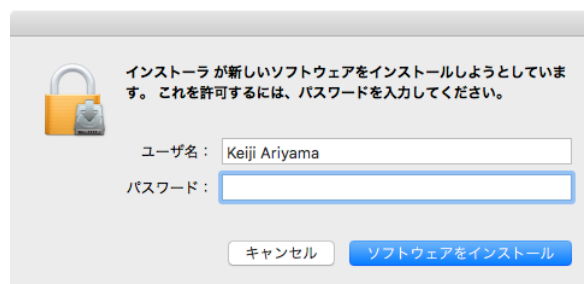 インストーラ が新しいソフトウェアをインストールしようとしていま
す。 これを許可するには、パスワードを入力してください。
ユーザ名： Keiji Ariyama
パスワード：
キャンセル ソフトウェアをインストール